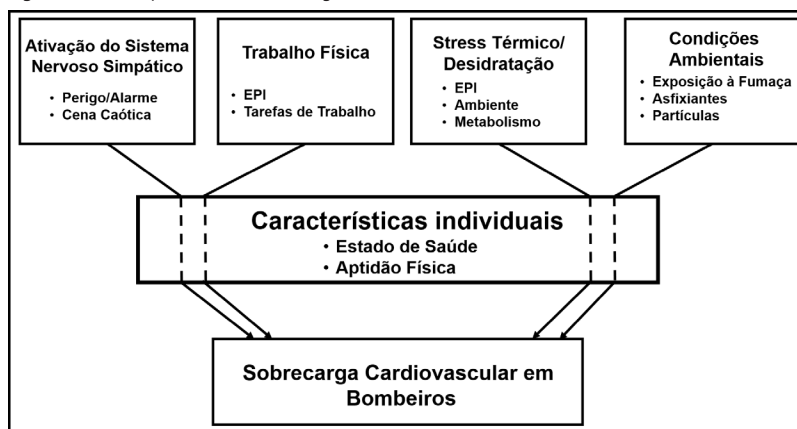 Ativação do Sistema
Nervoso Simpático
• Perigo/Alarme
• Cena Caótica
Trabalho Física
• EPI
• Tarefas de Trabalho
Stress Térmico/
Desidratação
• EPI
• Ambiente
• Metabolismo
Condições
Ambientais
• Exposição à Fumaça
• Asfixiantes
• Partículas
Características individuais
• Estado de Saúde
• Aptidão Física
Sobrecarga Cardiovascular em
Bombeiros